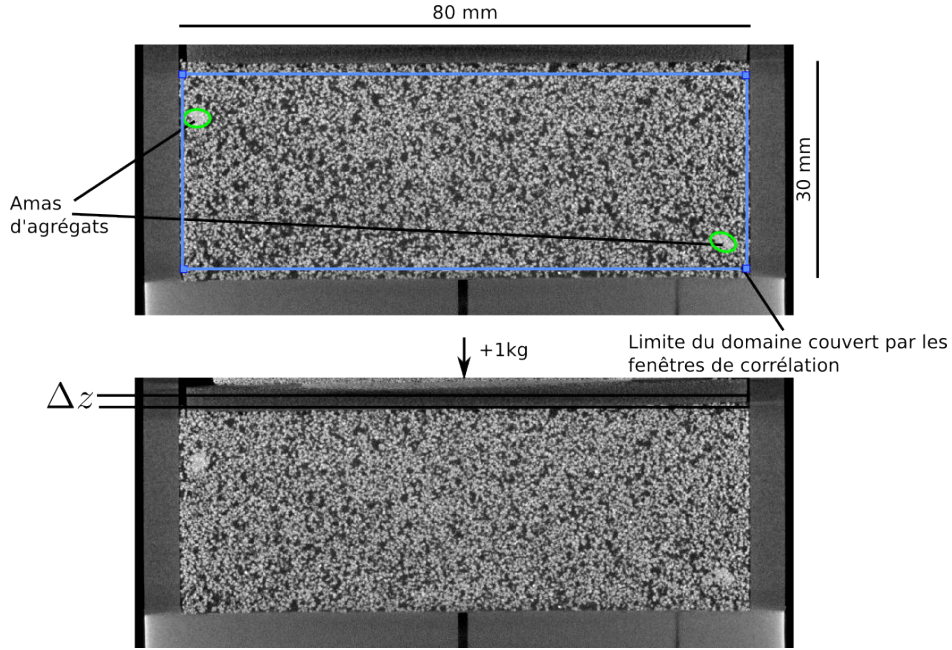 80 mm
30 mm
Amas
d'agrégats
Limite du domaine couvert par les
fenêtres de corrélation
+1kg
Δz